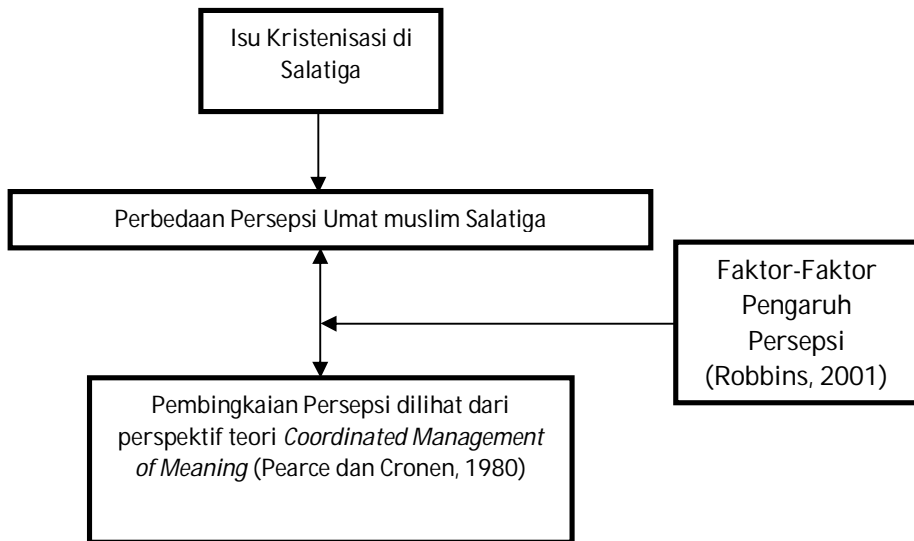 Isu Kristenisasi di
Salatiga
Perbedaan Persepsi Umat muslim Salatiga
Faktor-Faktor
Pengaruh
Persepsi
(Robbins, 2001)
Pembingkaian Persepsi dilihat dari
perspektif teori Coordinated Management
of Meaning (Pearce dan Cronen, 1980)